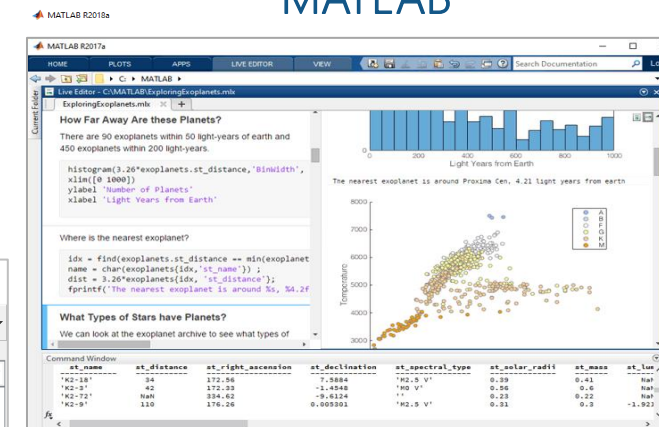 MATLAB
MATLAB R2018a
MATLAB R2017a
HOME PLOTS APPS LIVE EDITOR VIEW Search Documentation Lo
C: MATLAB
Current Folder
Live Editor - C:\MATLAB\ExploringExoplanets.mlx
ExploringExoplanets.mlx
How Far Away Are these Planets?
There are 90 exoplanets within 50 light-years of earth and
450 exoplanets within 200 light-years.
histogram(3.26*exoplanets.st_distance,'BinWidth',
xlim([0 1000])
ylabel 'Number of Planets'
xlabel 'Light Years from Earth'
Where is the nearest exoplanet?
idx = find(exoplanets.st_distance == min(exoplanet
name = char(exoplanets{idx,'st_name'}) ;
dist = 3.26*exoplanets{idx, 'st_distance'};
fprintf('The nearest exoplanet is around %s, %4.2f
What Types of Stars have Planets?
We can look at the exoplanet archive to see what types of
0 200 400 600 800 1000
Light Years from Earth
The nearest exoplanet is around Proxima Cen, 4.21 light years from earth
8000
7000
6000
5000
4000
3000
Temperature
A
B
F
G
K
M
Command Window
st_name st_distance st_right_ascension st_declination st_spectral_type st_solar_radii st_mass st_lum
'K2-18' 34 172.56 7.5884 'M2.5 V' 0.39 0.41 NaN
'K2-3' 42 172.33 -1.4548 'M0 V' 0.56 0.6 NaN
'K2-72' NaN 334.62 -9.6124 '' 0.23 0.22 NaN
'K2-9' 110 176.26 0.009301 'M2.5 V' 0.31 0.3 -1.922
fx